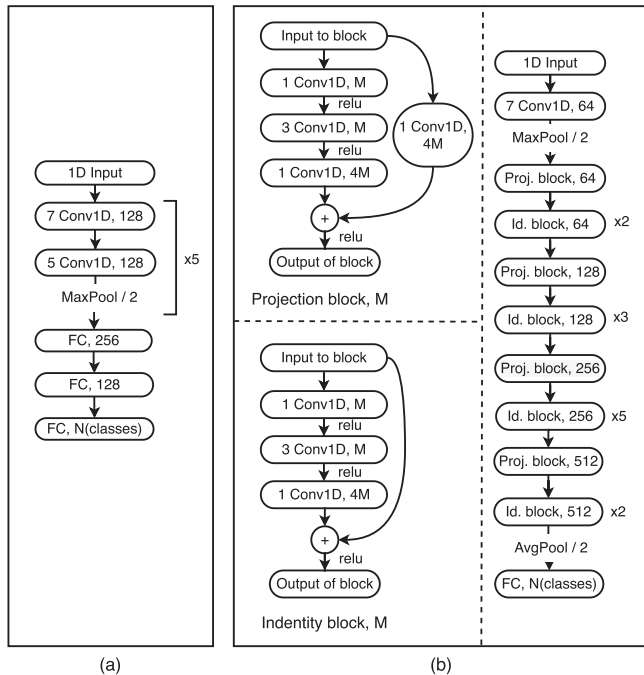 1D Input
7 Conv1D, 128
5 Conv1D, 128
MaxPool / 2
x5
FC, 256
FC, 128
FC, N(classes)
(a)
Input to block
1 Conv1D, M
relu
3 Conv1D, M
relu
1 Conv1D, 4M
1 Conv1D,
4M
+
relu
Output of block
Projection block, M
Input to block
1 Conv1D, M
relu
3 Conv1D, M
relu
1 Conv1D, 4M
+
relu
Output of block
Indentity block, M
1D Input
7 Conv1D, 64
MaxPool / 2
Proj. block, 64
Id. block, 64
x2
Proj. block, 128
Id. block, 128
x3
Proj. block, 256
Id. block, 256
x5
Proj. block, 512
Id. block, 512
x2
AvgPool / 2
FC, N(classes)
(b)